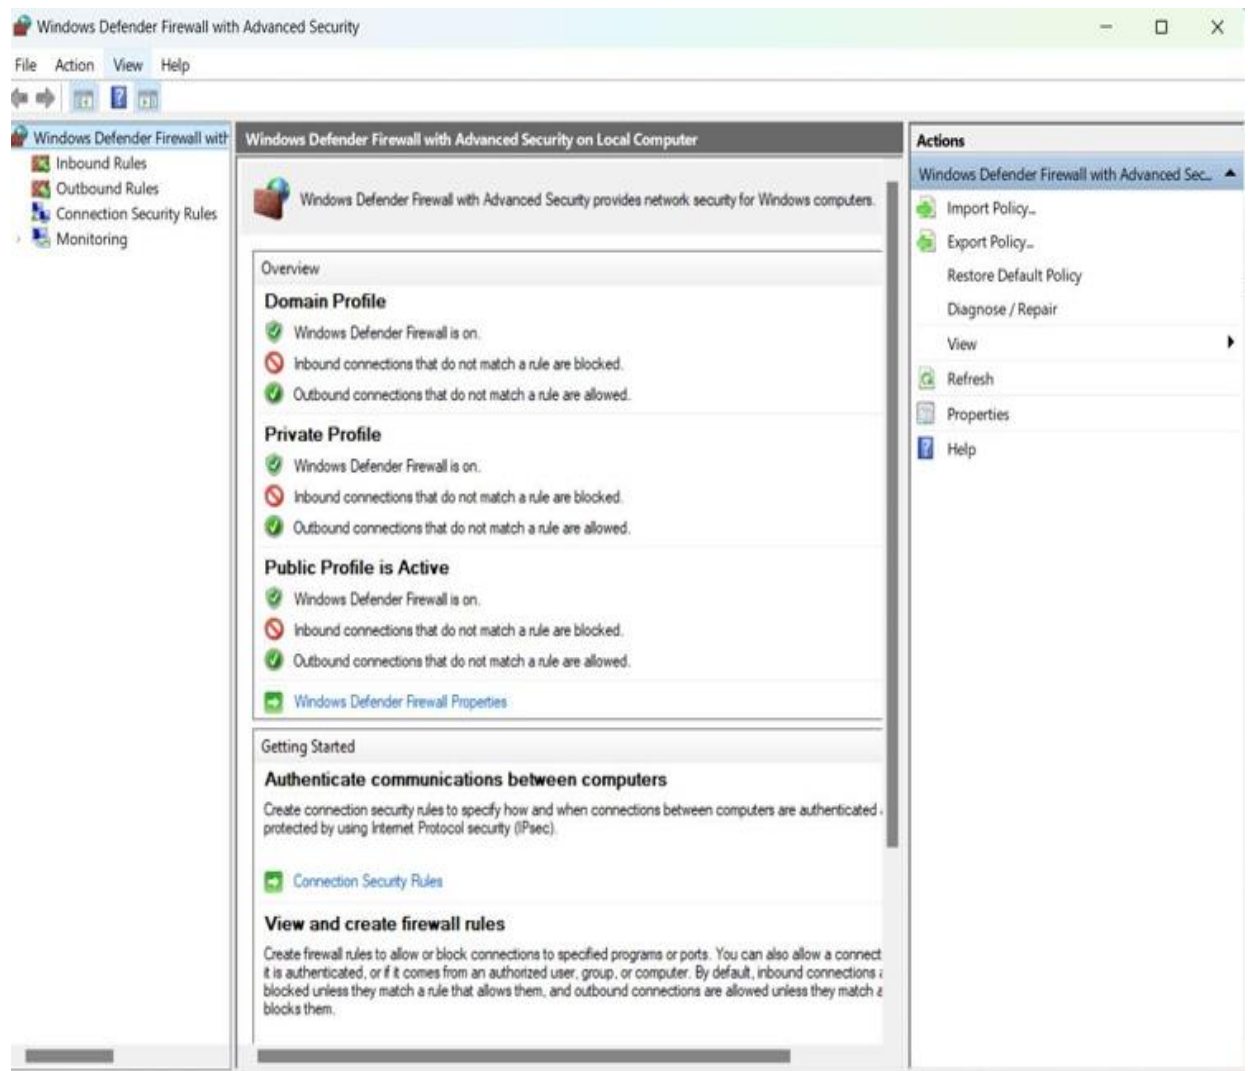 Windows Defender Firewall with Advanced Security
File Action View Help
Windows Defender Firewall with
Inbound Rules
Outbound Rules
Connection Security Rules
Monitoring
Windows Defender Firewall with Advanced Security on Local Computer
Windows Defender Firewall with Advanced Security provides network security for Windows computers.
Overview
Domain Profile
Windows Defender Firewall is on.
Inbound connections that do not match a rule are blocked.
Outbound connections that do not match a rule are allowed.
Private Profile
Windows Defender Firewall is on.
Inbound connections that do not match a rule are blocked.
Outbound connections that do not match a rule are allowed.
Public Profile is Active
Windows Defender Firewall is on.
Inbound connections that do not match a rule are blocked.
Outbound connections that do not match a rule are allowed.
Windows Defender Firewall Properties
Getting Started
Authenticate communications between computers
Create connection security rules to specify how and when connections between computers are authenticated
protected by using Internet Protocol security (IPsec).
Connection Security Rules
View and create firewall rules
Create firewall rules to allow or block connections to specified programs or ports. You can also allow a connect
it is authenticated, or if it comes from an authorized user, group, or computer. By default, inbound connections
blocked unless they match a rule that allows them, and outbound connections are allowed unless they match
blocks them.
Actions
Windows Defender Firewall with Advanced Sec...
Import Policy...
Export Policy...
Restore Default Policy
Diagnose / Repair
View
Refresh
Properties
Help